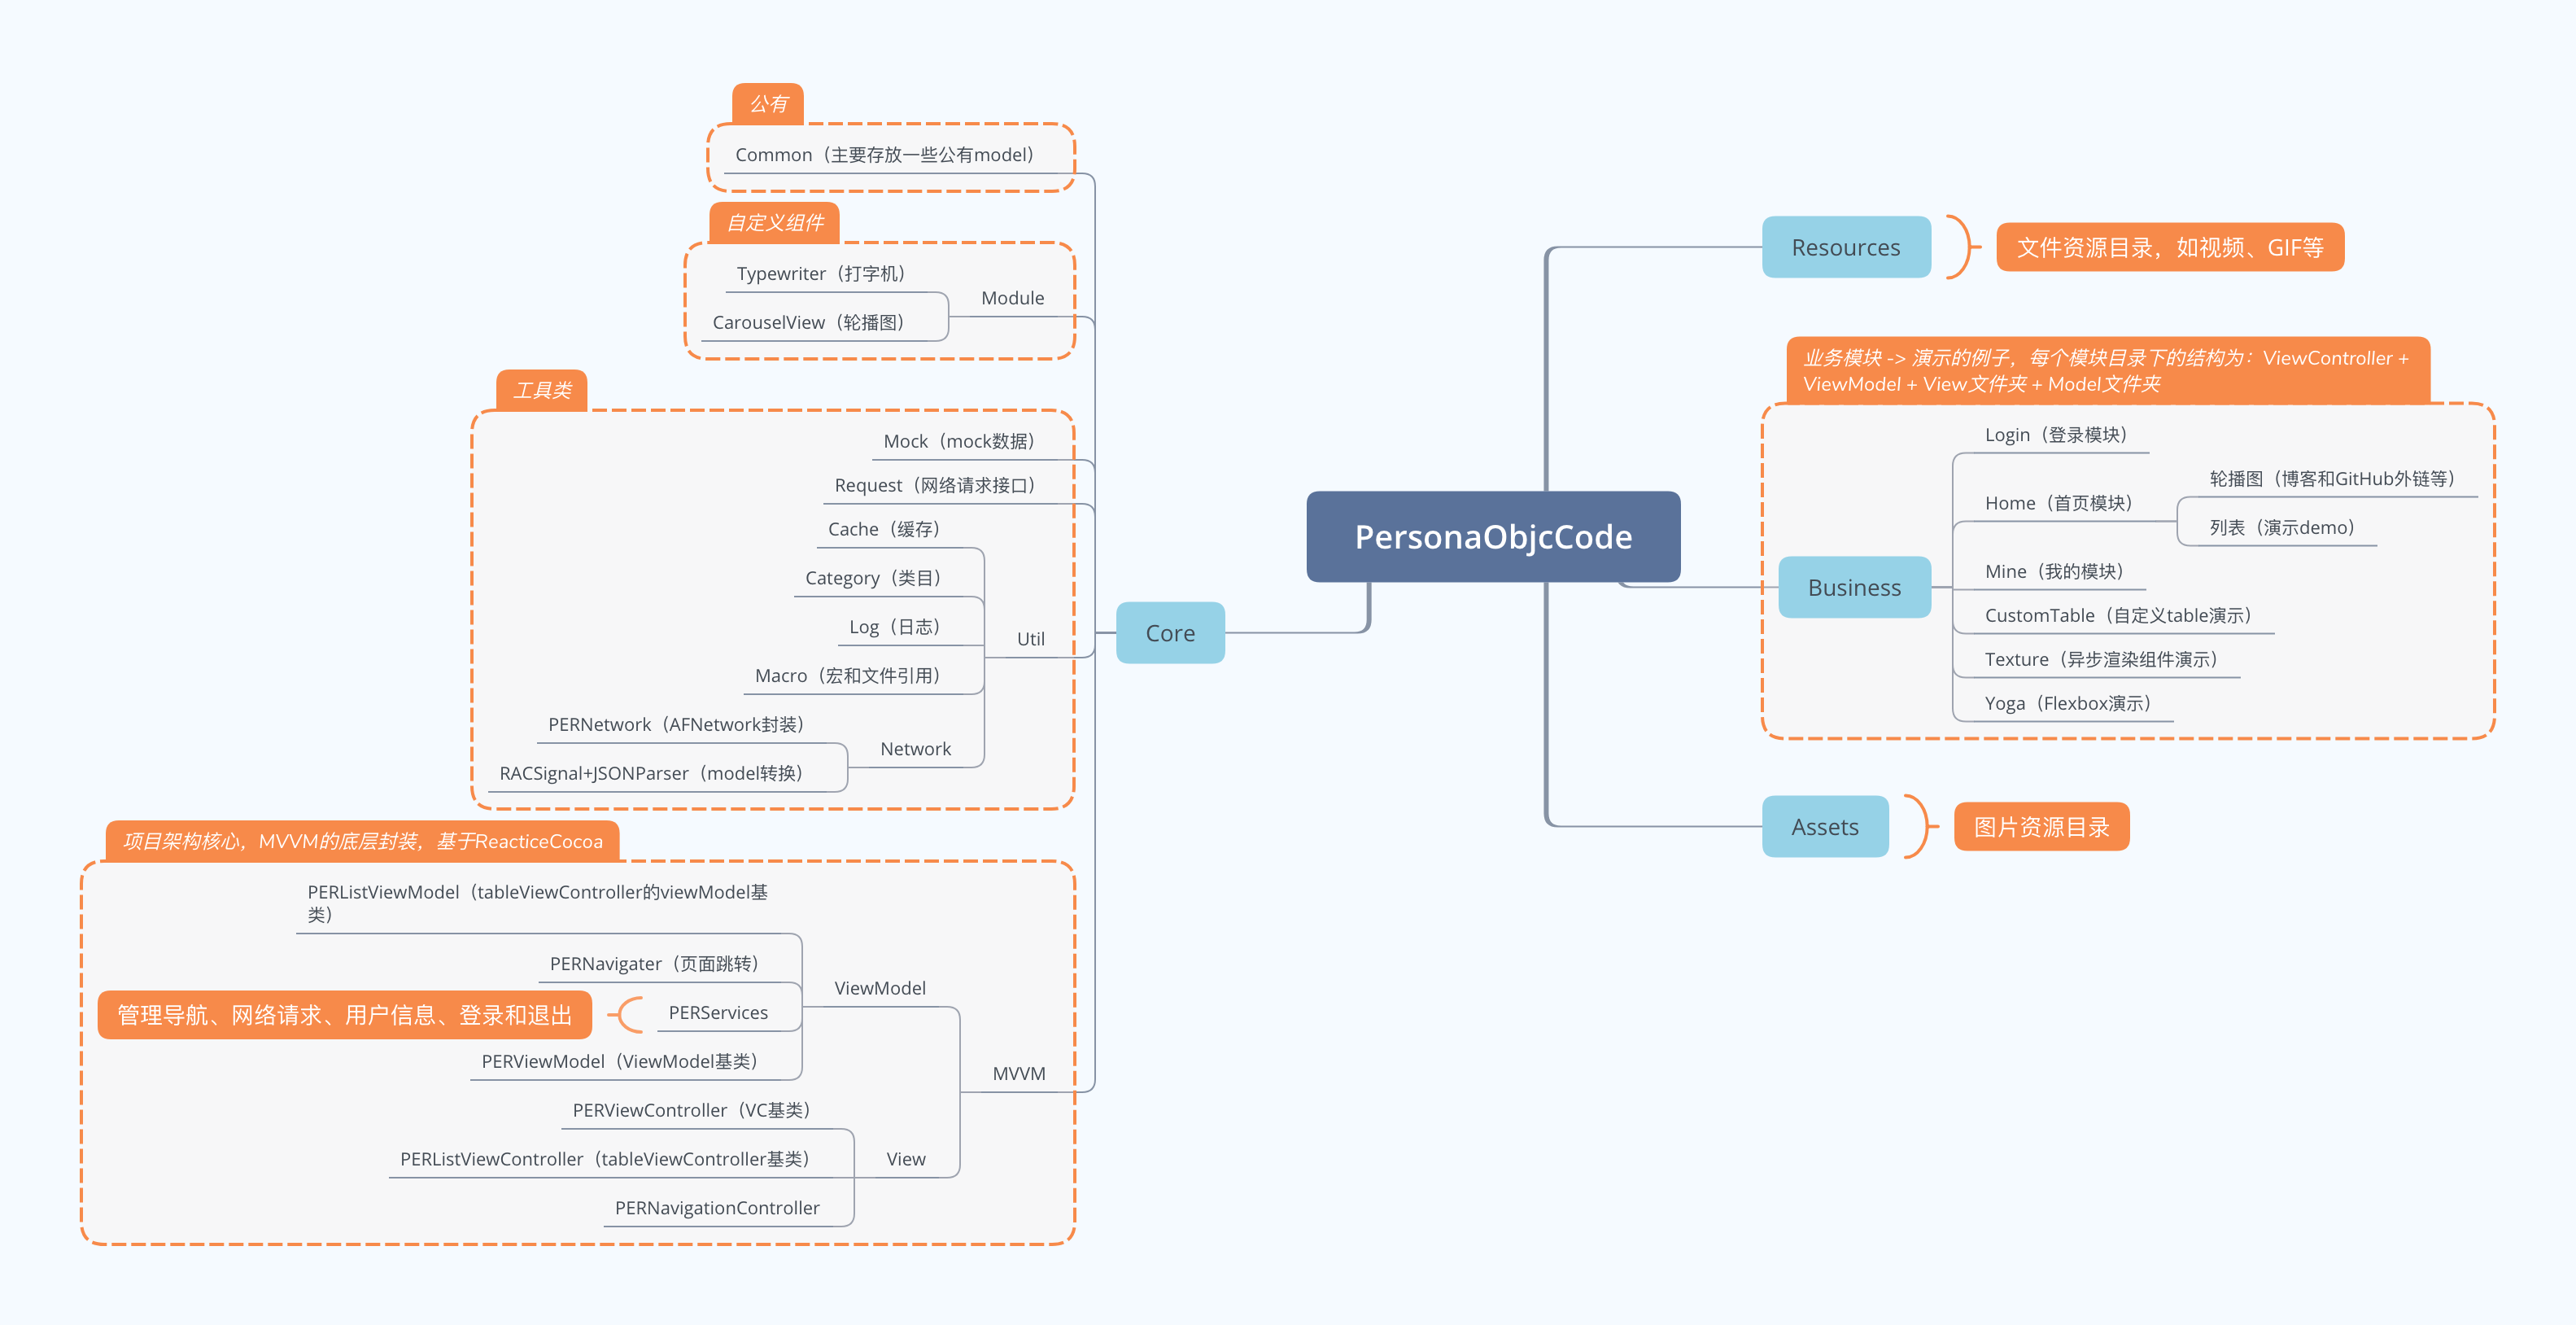 PersonaObjcCode
Resources
文件资源目录，如视频、GIF等
业务模块 -> 演示的例子，每个模块目录下的结构为：ViewController +
ViewModel + View文件夹 + Model文件夹
Business
Login（登录模块）
Home（首页模块）
轮播图（博客和GitHub外链等）
列表（演示demo）
Mine（我的模块）
CustomTable（自定义table演示）
Texture（异步渲染组件演示）
Yoga（Flexbox演示）
Assets
图片资源目录
Core
公有
Common（主要存放一些公有model）
自定义组件
Module
Typewriter（打字机）
CarouselView（轮播图）
工具类
Mock（mock数据）
Request（网络请求接口）
Util
Cache（缓存）
Category（类目）
Log（日志）
Macro（宏和文件引用）
Network
PERNetwork（AFNetwork封装）
RACSignal+JSONParser（model转换）
项目架构核心，MVVM的底层封装，基于ReacticeCocoa
MVVM
ViewModel
PERListViewModel（tableViewController的viewModel基
类）
PERNavigater（页面跳转）
PERServices
管理导航、网络请求、用户信息、登录和退出
PERViewModel（ViewModel基类）
View
PERViewController（VC基类）
PERListViewController（tableViewController基类）
PERNavigationController